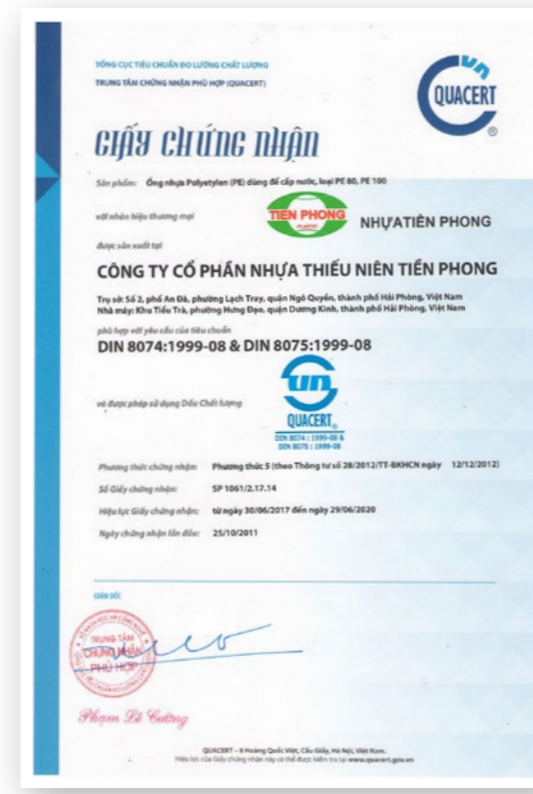 TỔNG CỤC TIÊU CHUẨN ĐO LƯỜNG CHẤT LƯỢNG
TRUNG TÂM CHỨNG NHẬN PHÙ HỢP (QUACERT)
QUACERT
®
GIẤY CHỨNG NHẬN
Sản phẩm: Ống nhựa Polyetylen (PE) dùng để cấp nước, loại PE 80, PE 100
với nhãn hiệu thương mại
TIEN PHONG
PLASTIC
NHỰA TIỀN PHONG
được sản xuất tại
CÔNG TY CỔ PHẦN NHỰA THIẾU NIÊN TIỀN PHONG
Trụ sở: Số 2, phố An Đà, phường Lạch Tray, quận Ngô Quyền, thành phố Hải Phòng, Việt Nam
Nhà máy: Khu Tiểu Trà, phường Hưng Đạo, quận Dương Kinh, thành phố Hải Phòng, Việt Nam
phù hợp với yêu cầu của tiêu chuẩn
DIN 8074:1999-08 & DIN 8075:1999-08
và được phép sử dụng Dấu Chất lượng
QUACERT®
DIN 8074 : 1999-08 &
DIN 8075 : 1999-08
Phương thức chứng nhận: Phương thức 5 (theo Thông tư số 28/2012/TT-BKHCN ngày 12/12/2012)
Số Giấy chứng nhận: SP 1061/2.17.14
Hiệu lực Giấy chứng nhận: từ ngày 30/06/2017 đến ngày 29/06/2020
Ngày chứng nhận lần đầu: 25/10/2011
GIÁM ĐỐC
TRUNG TÂM
CHỨNG NHẬN
PHÙ HỢP
Phạm Lê Cường
QUACERT – 8 Hoàng Quốc Việt, Cầu Giấy, Hà Nội, Việt Nam.
Hiệu lực của Giấy chứng nhận này có thể được kiểm tra tại www.quacert.gov.vn